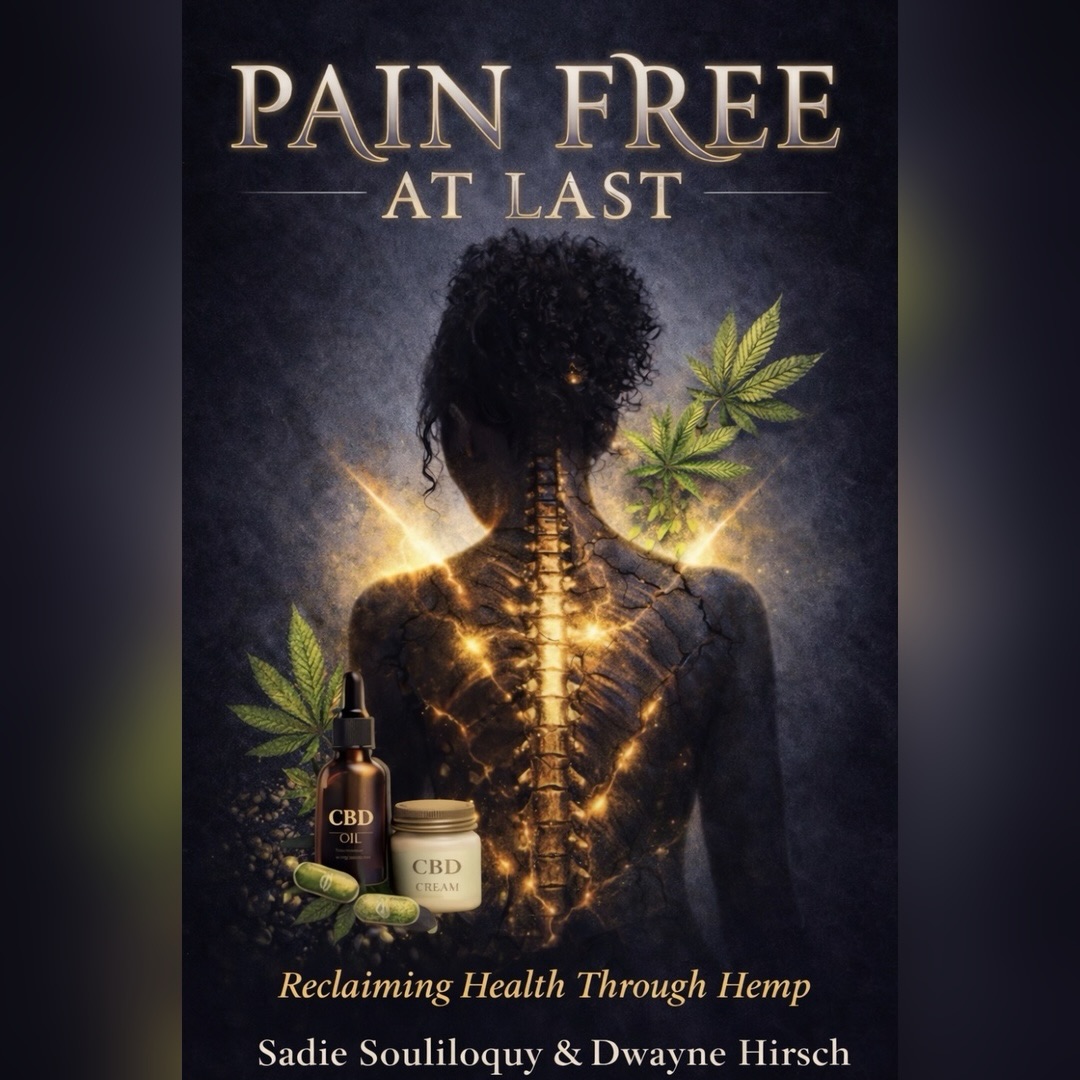 PAIN FREE
AT LAST
CBD
OIL
CBD
CREAM
Reclaiming Health Through Hemp
Sadie Souliloquy & Dwayne Hirsch